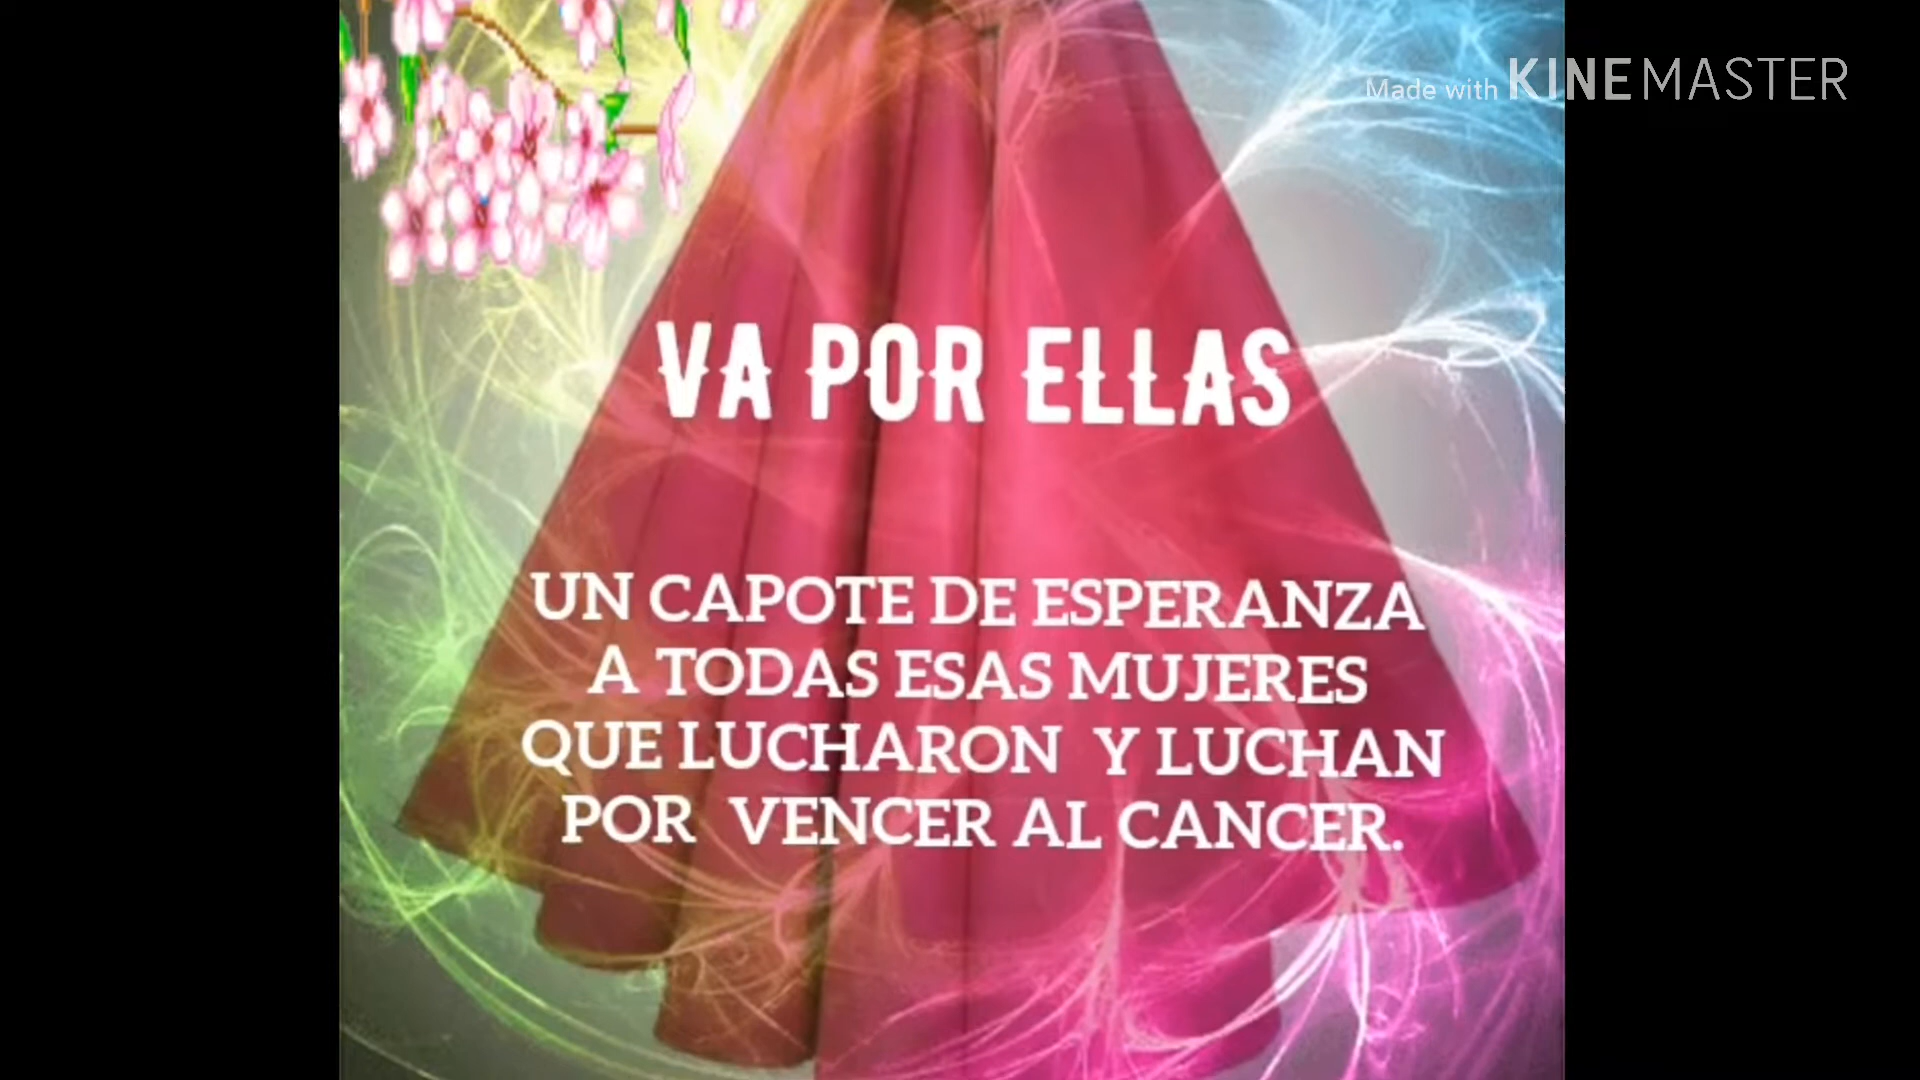 Made with KINEMASTER
VA POR ELLAS
UN CAPOTE DE ESPERANZA
A TODAS ESAS MUJERES
QUE LUCHARON Y LUCHAN
POR VENCER AL CANCER.